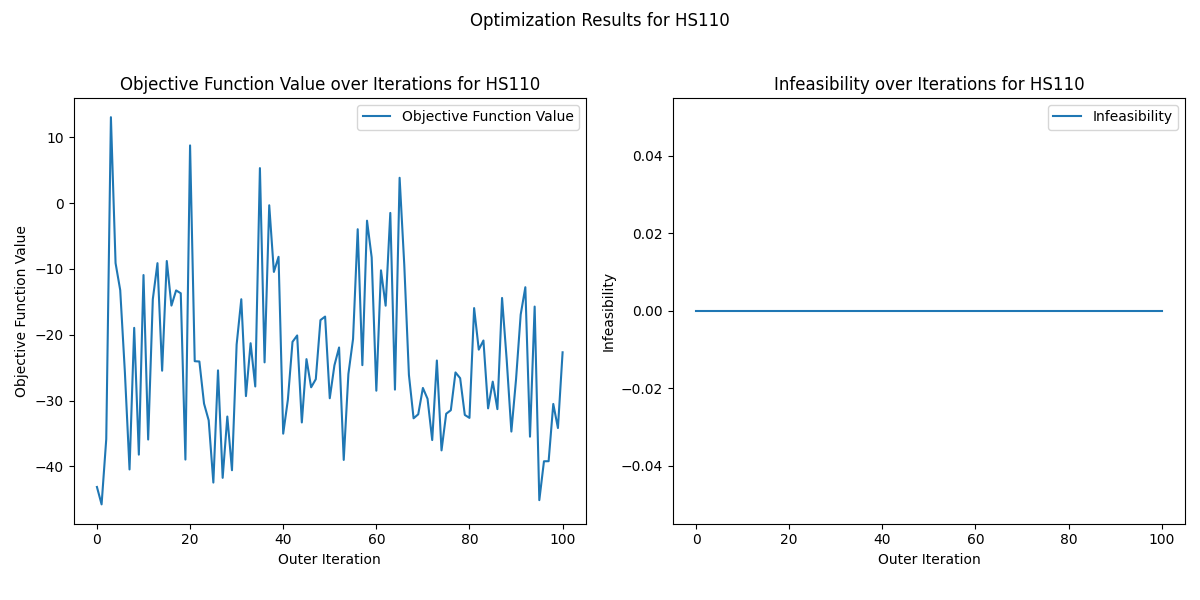 Optimization Results for HS110
Objective Function Value over Iterations for HS110
Objective Function Value
10
0
−10
−20
−30
−40
Objective Function Value
0
20
40
60
80
100
Outer Iteration
Infeasibility over Iterations for HS110
Infeasibility
0.04
0.02
0.00
−0.02
−0.04
Infeasibility
0
20
40
60
80
100
Outer Iteration